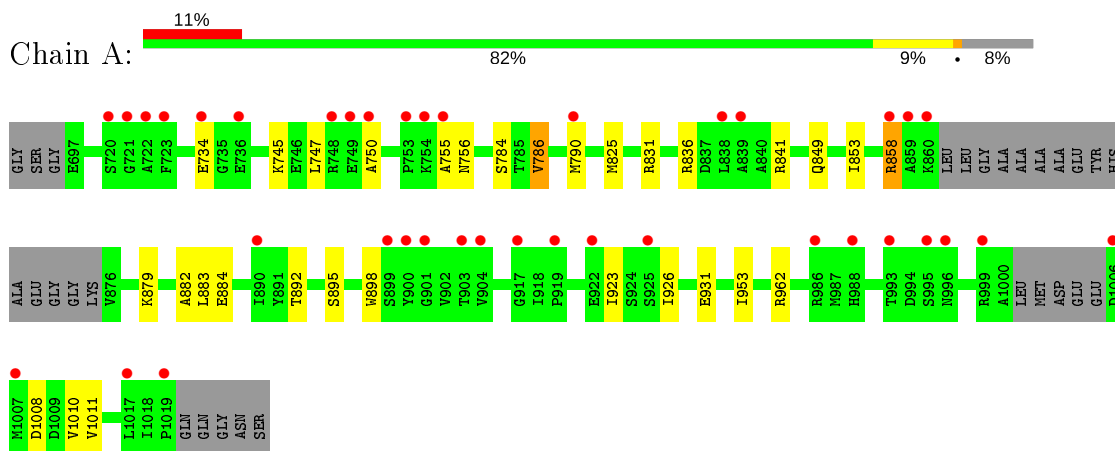 11%
Chain A:
82% 9% • 8%
GLY SER GLY E697 S720 G721 A722 F723 E734 G735 E736 K745 E746 L747 R748 E749 A750 P753 K754 A755 N756 S784 T785 V786 M790 M825 R831 R836 D837 L838 A839 A840 R841 Q849 I853 R858 A859 K860 LEU LEU GLY ALA ALA ALA ALA GLU TYR HIS
ALA GLU GLY GLY LYS V876 K879 A882 L883 E884 I890 Y891 T892 S895 W898 S899 Y900 G901 V902 T903 V904 G917 I918 P919 E922 I923 S924 S925 I926 E931 I953 R962 R986 M987 H988 T993 D994 S995 N996 R999 A1000 LEU MET ASP GLU GLU D1006
M1007 D1008 D1009 V1010 V1011 L1017 I1018 P1019 GLN GLN GLY ASN SER